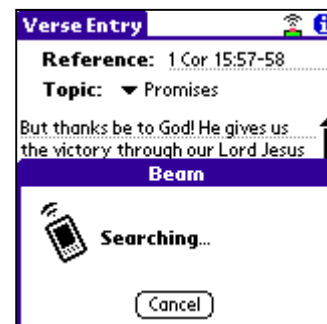 Verse Entry
Reference: 1 Cor 15:57-58
Topic: Promises
But thanks be to God! He gives us
the victory through our Lord Jesus
Beam
Searching...
Cancel